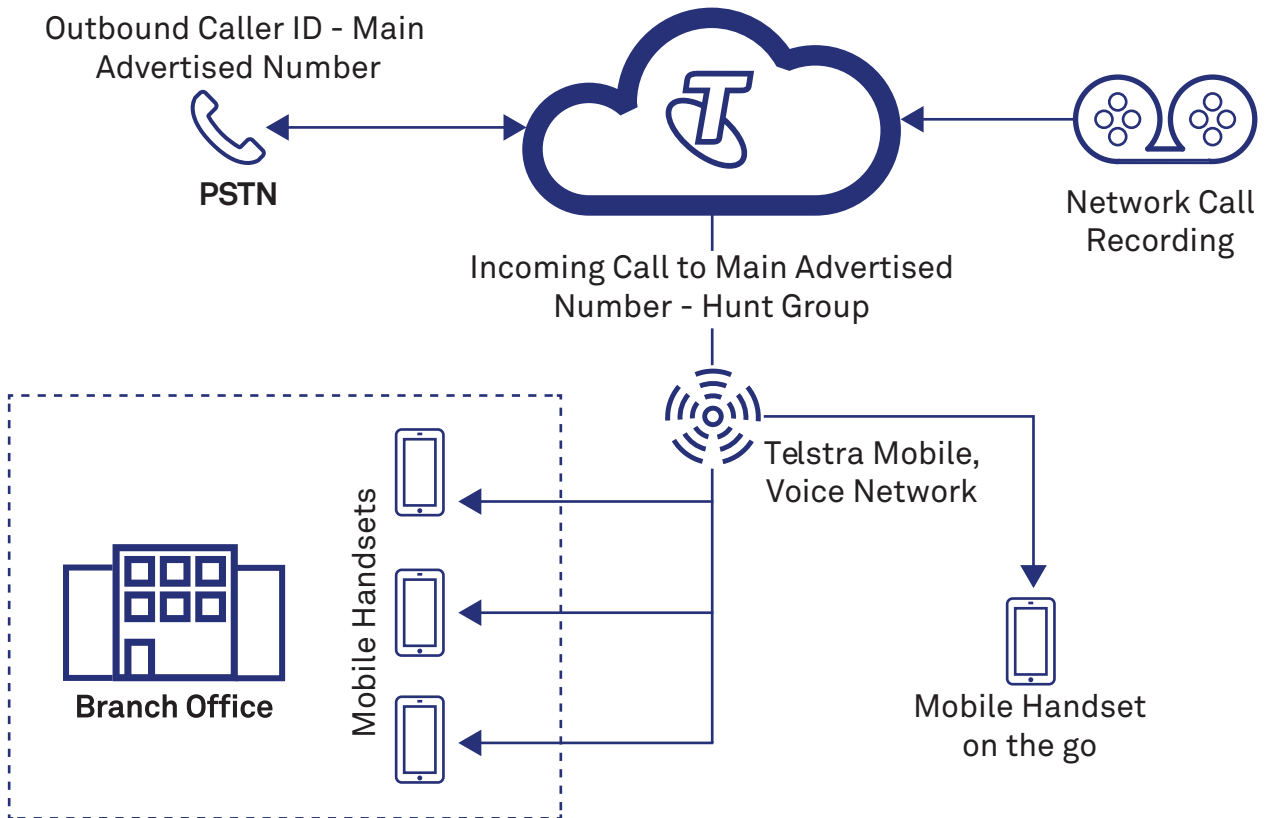 Outbound Caller ID - Main
Advertised Number
PSTN
T
Network Call
Recording
Incoming Call to Main Advertised
Number - Hunt Group
Telstra Mobile,
Voice Network
Mobile Handsets
Branch Office
Mobile Handset
on the go